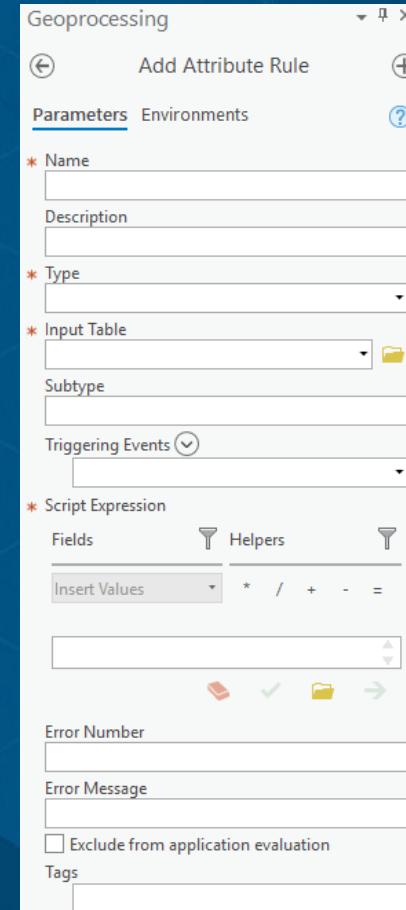 Geoprocessing
Add Attribute Rule
Parameters Environments
* Name
Description
* Type
* Input Table
Subtype
Triggering Events
* Script Expression
Fields Helpers
Insert Values * / + - =
Error Number
Error Message
Exclude from application evaluation
Tags